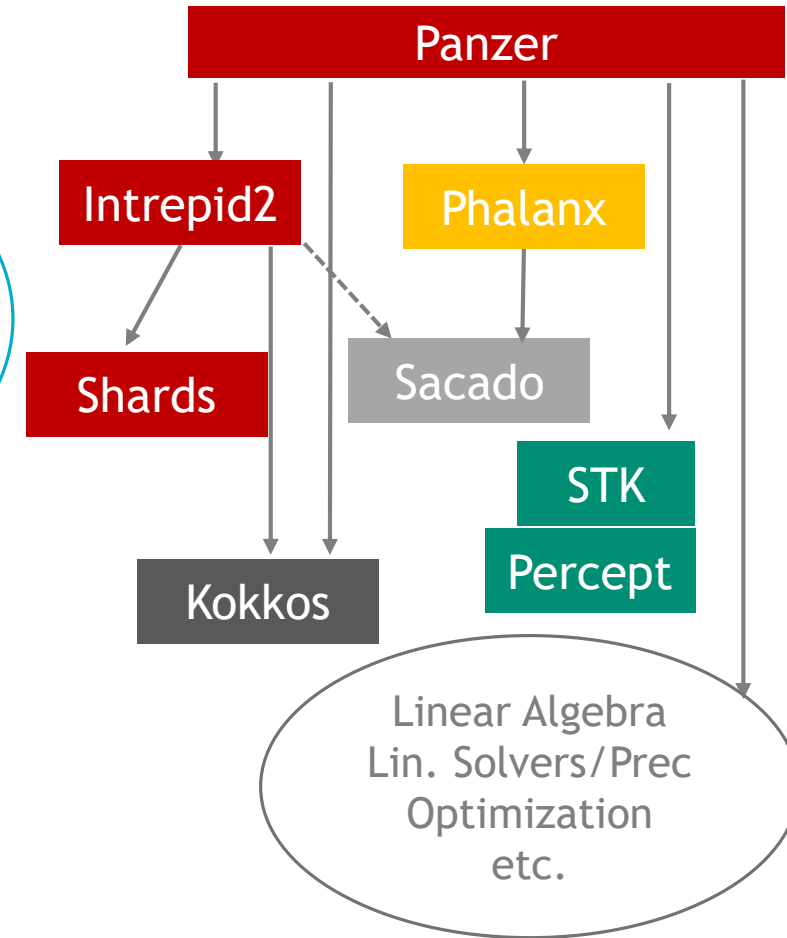 Panzer
Intrepid2
Phalanx
Shards
Sacado
STK
Percept
Kokkos
Linear Algebra
Lin. Solvers/Prec
Optimization
etc.